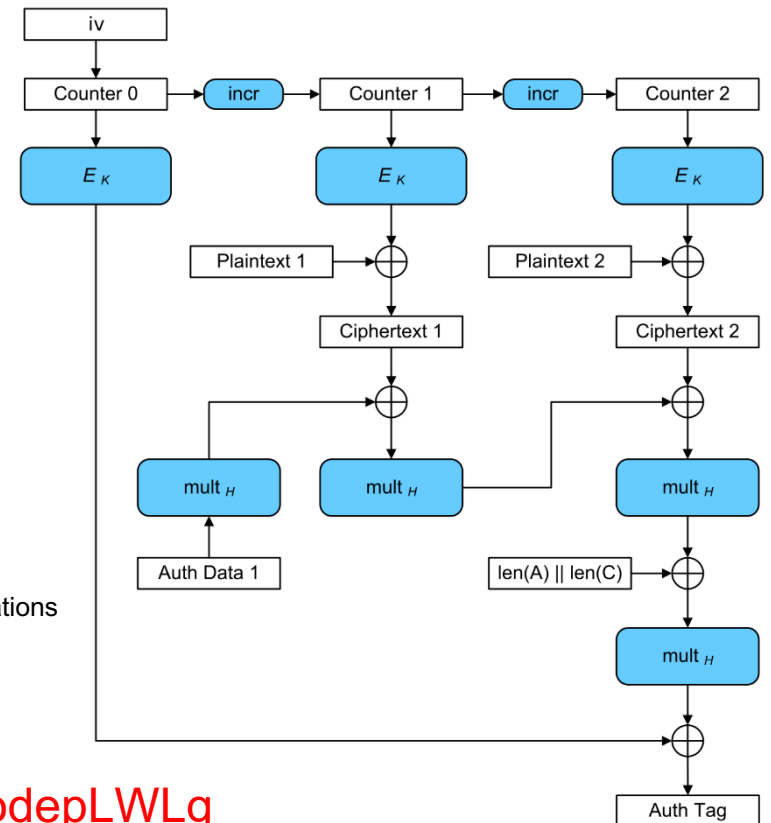 iv
Counter 0 incr Counter 1 incr Counter 2
E K E K E K
Plaintext 1 Plaintext 2
Ciphertext 1 Ciphertext 2
mult H mult H mult H
Auth Data 1 len(A) || len(C)
mult H
Auth Tag